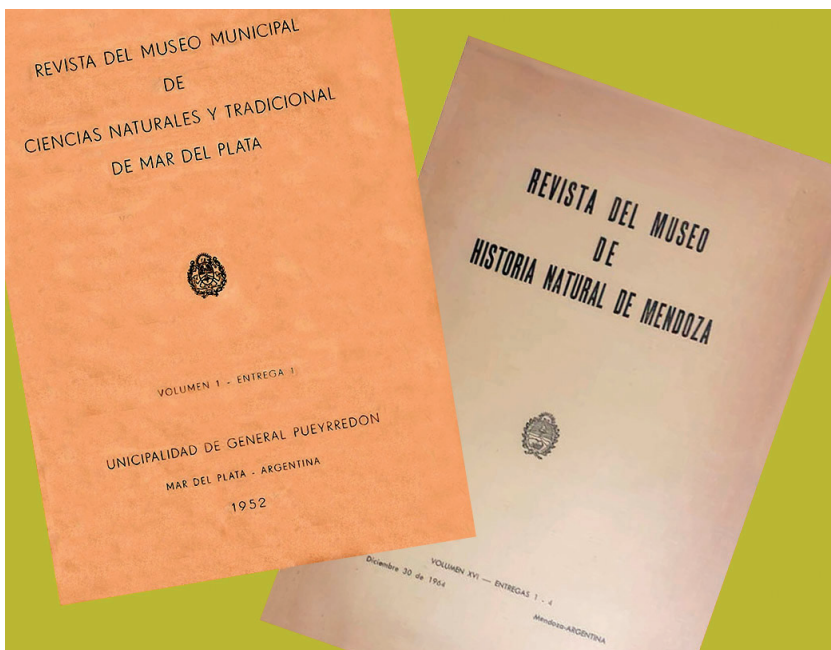 REVISTA DEL MUSEO MUNICIPAL
DE
CIENCIAS NATURALES Y TRADICIONAL
DE MAR DEL PLATA
VOLUMEN 1 - ENTREGA 1
UNICIPALIDAD DE GENERAL PUEYRREDON
MAR DEL PLATA - ARGENTINA
1952
REVISTA DEL MUSEO
DE
HISTORIA NATURAL DE MENDOZA
VOLUMEN XVI — ENTREGAS 1 - 4
Diciembre 30 de 1964
Mendoza-ARGENTINA